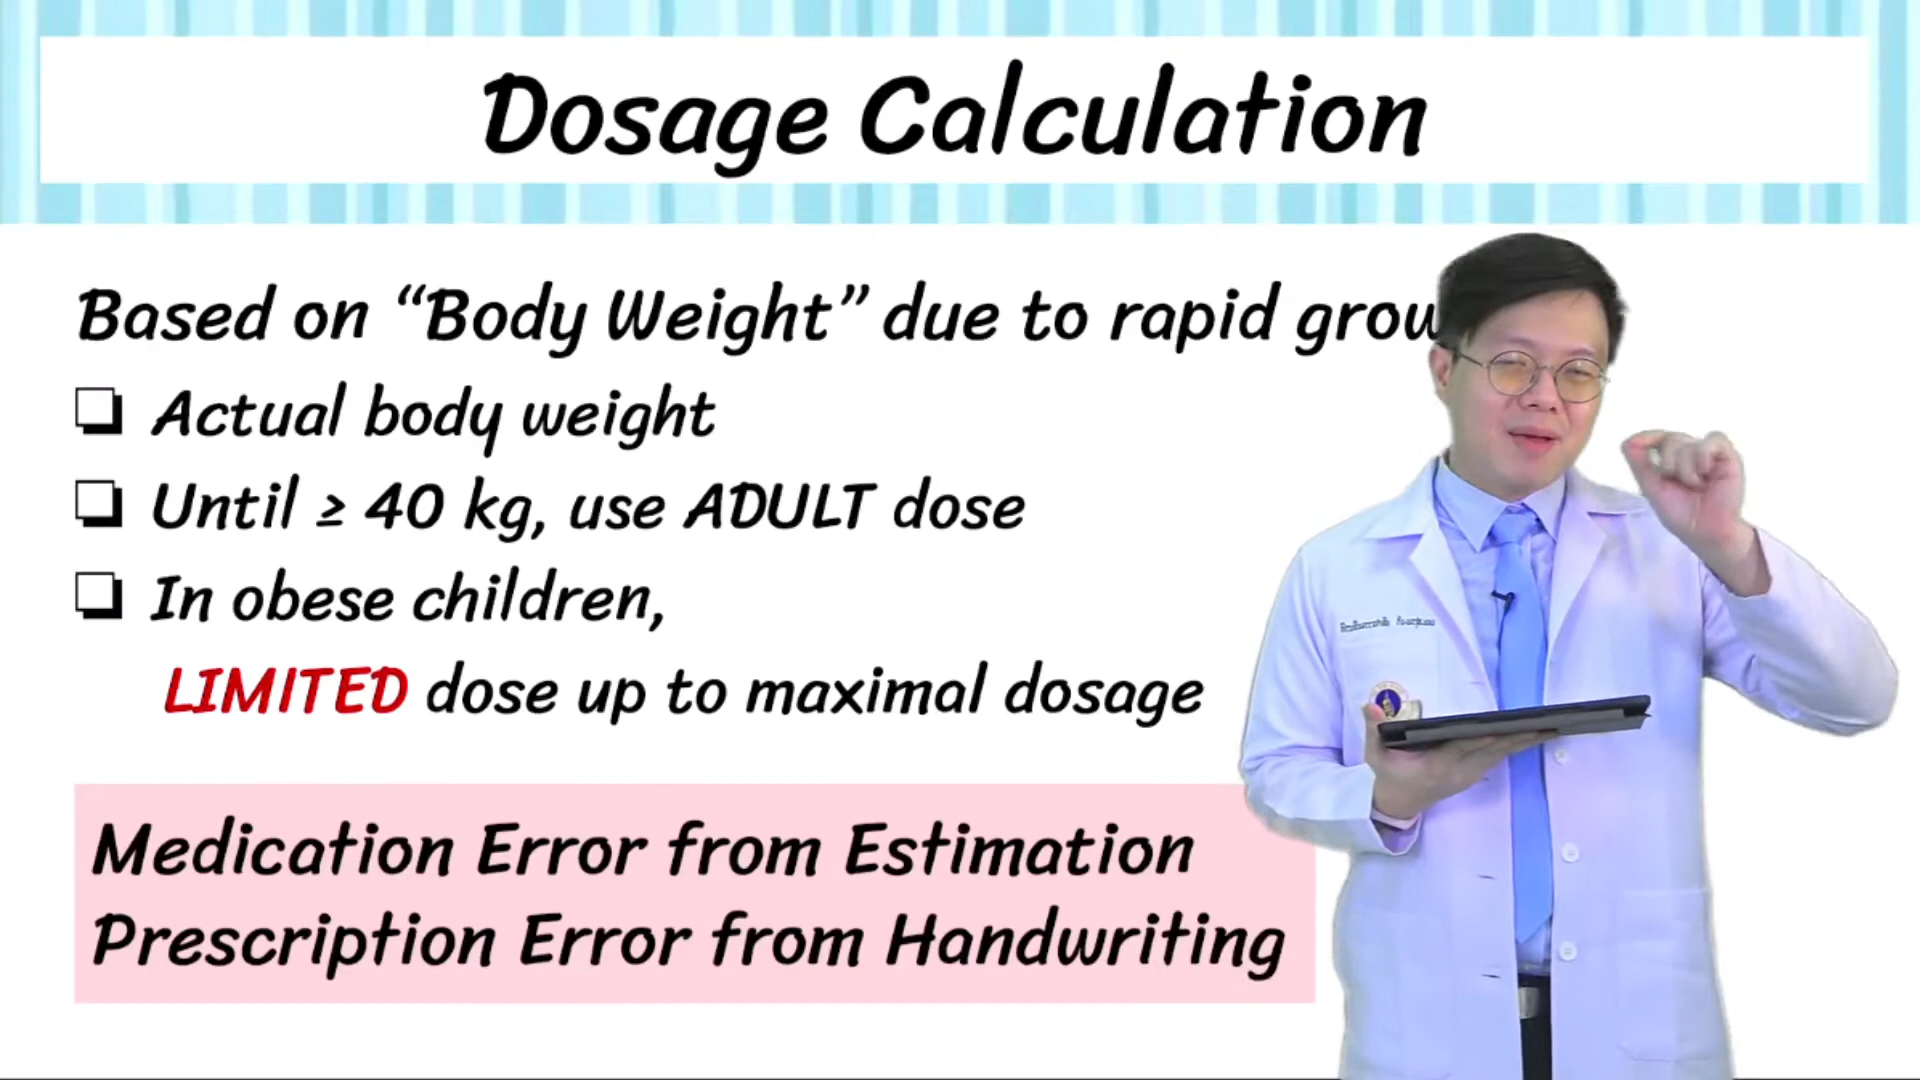 Dosage Calculation
Based on “Body Weight” due to rapid grow
❑ Actual body weight
❑ Until ≥ 40 kg, use ADULT dose
❑ In obese children,
LIMITED dose up to maximal dosage
Medication Error from Estimation
Prescription Error from Handwriting